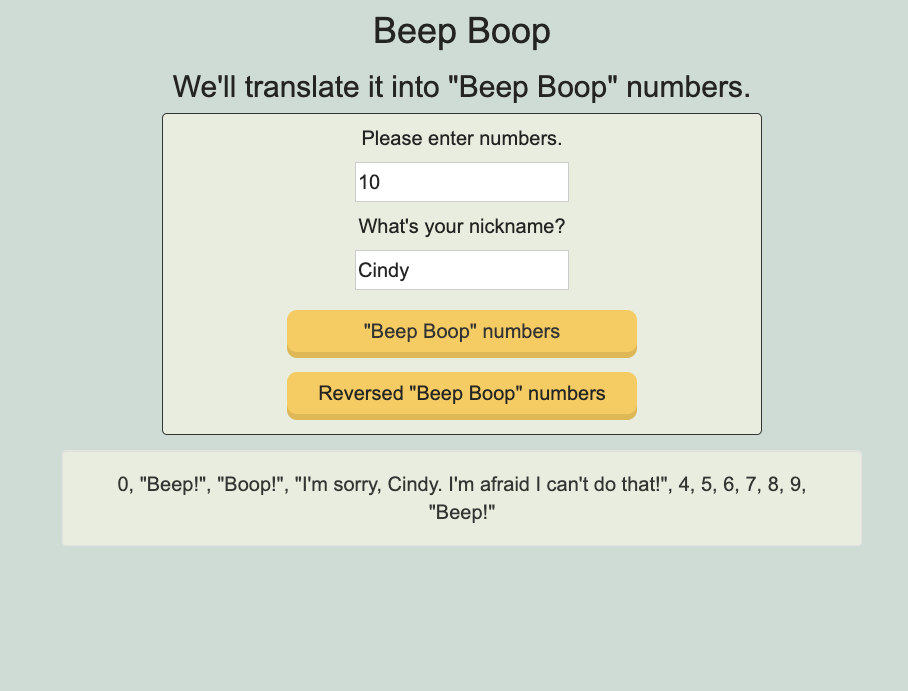 Beep Boop
We'll translate it into "Beep Boop" numbers.
Please enter numbers.
10
What's your nickname?
Cindy
"Beep Boop" numbers
Reversed "Beep Boop" numbers
0, "Beep!", "Boop!", "I'm sorry, Cindy. I'm afraid I can't do that!", 4, 5, 6, 7, 8, 9,
"Beep!"